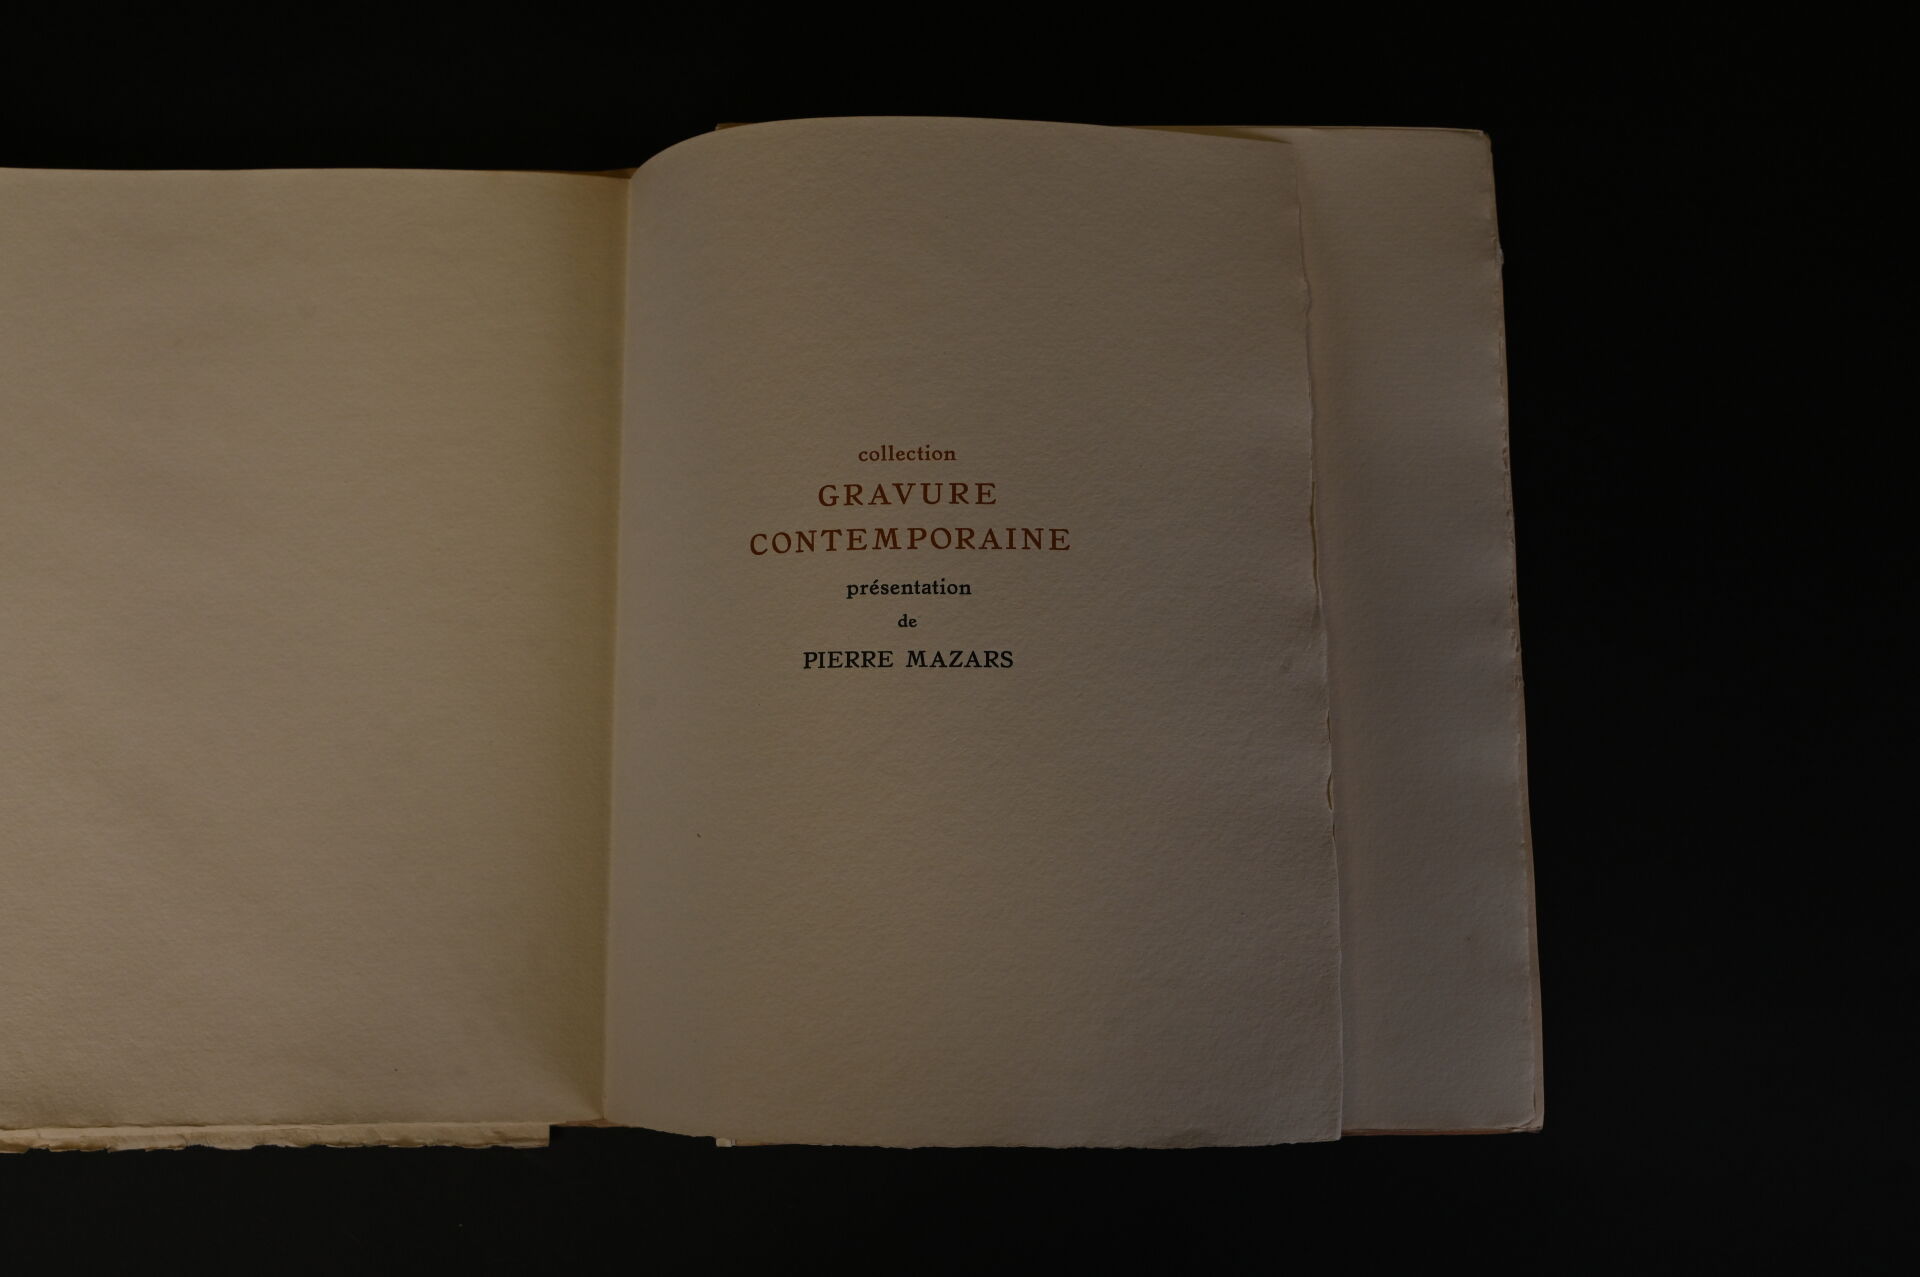 collection
GRAVURE
CONTEMPORAINE
présentation
de
PIERRE MAZARS